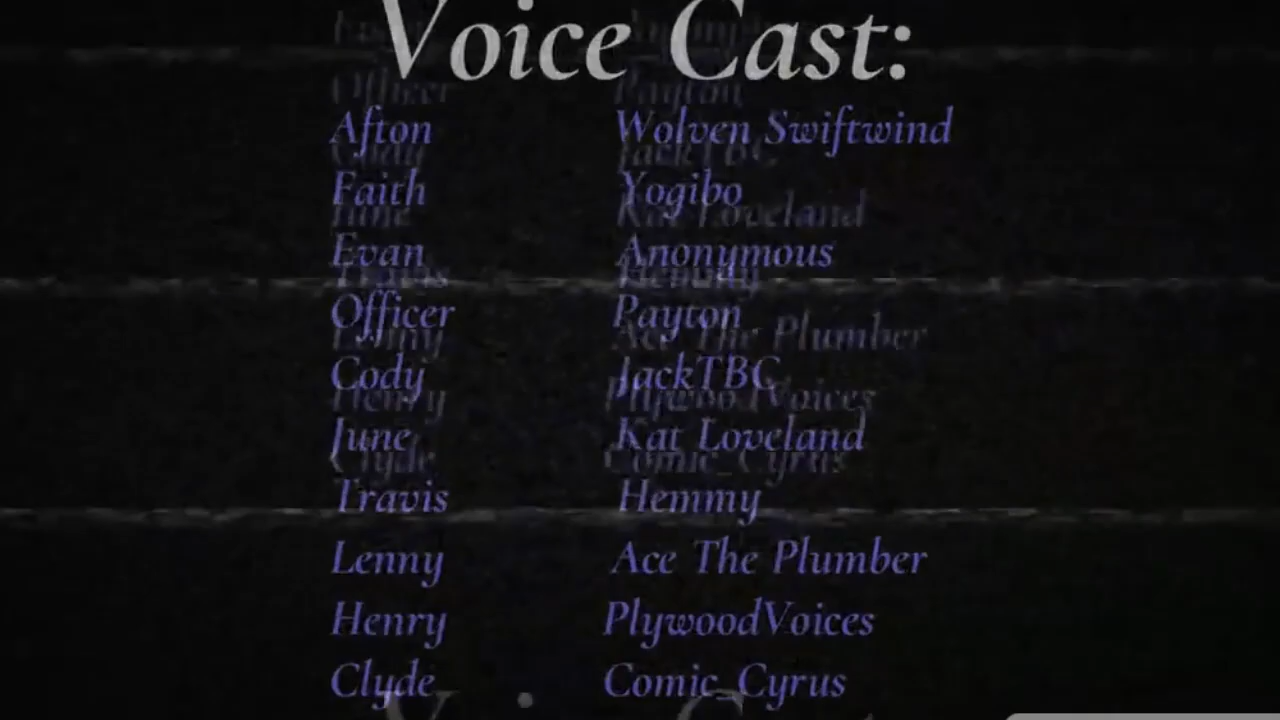 Voice Cast:
Afton Wolven Swiftwind
Faith Yogibo
Evan Anonymous
Officer Payton
Cody JackTBC
June Kat Loveland
Travis Hemmy
Lenny Ace The Plumber
Henry PlywoodVoices
Clyde Comic_Cyrus